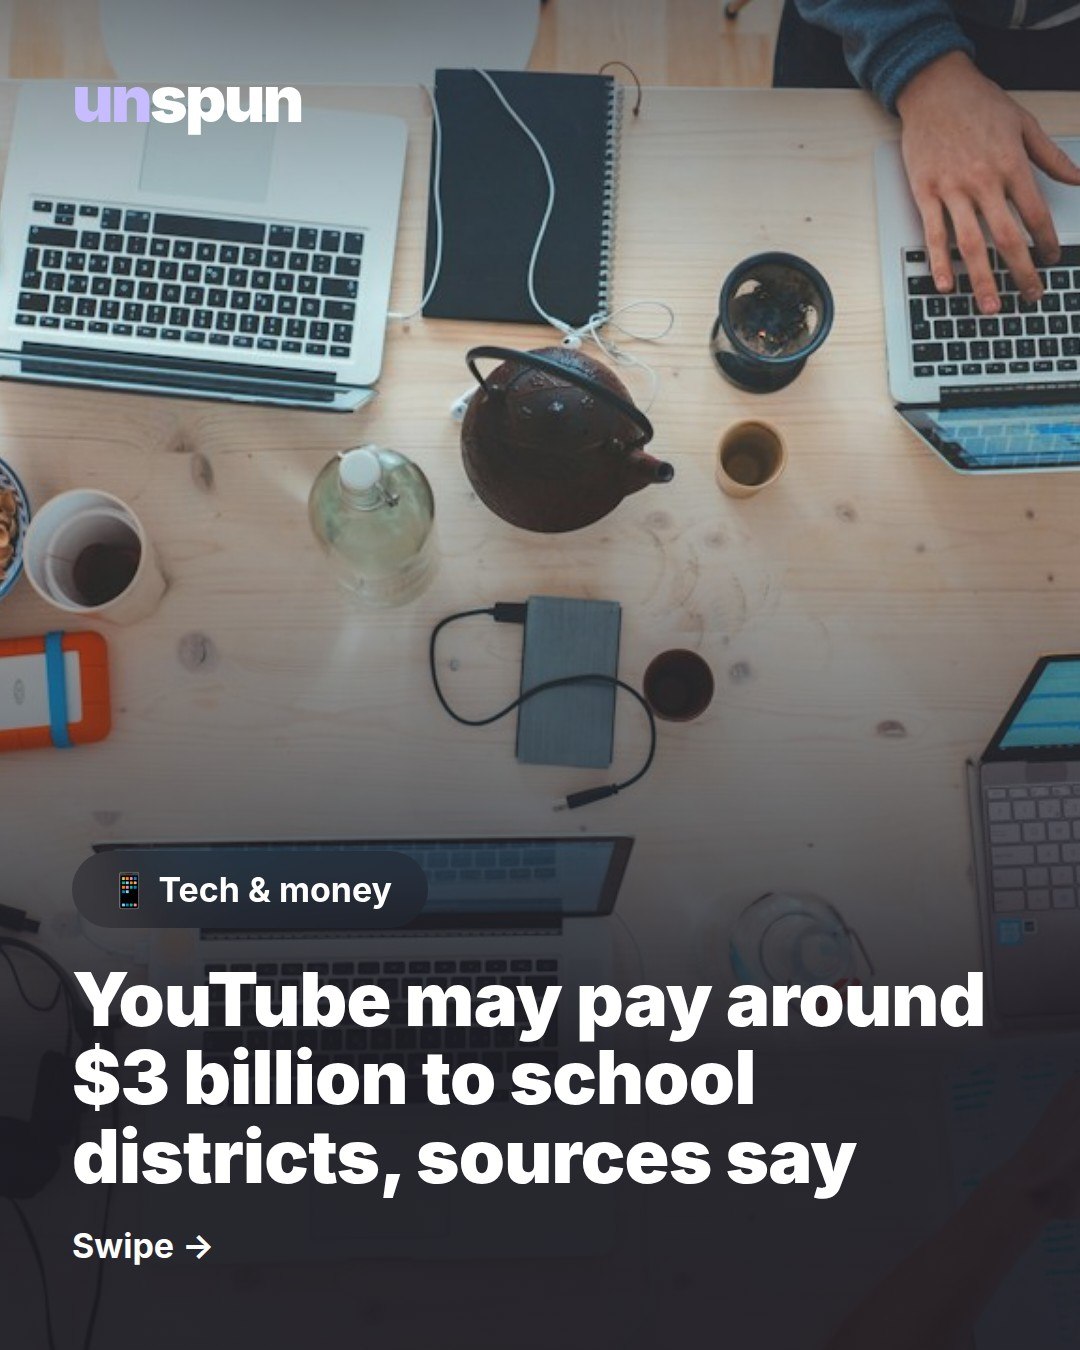 unspun
📱 Tech & money
YouTube may pay around
$3 billion to school
districts, sources say
Swipe →